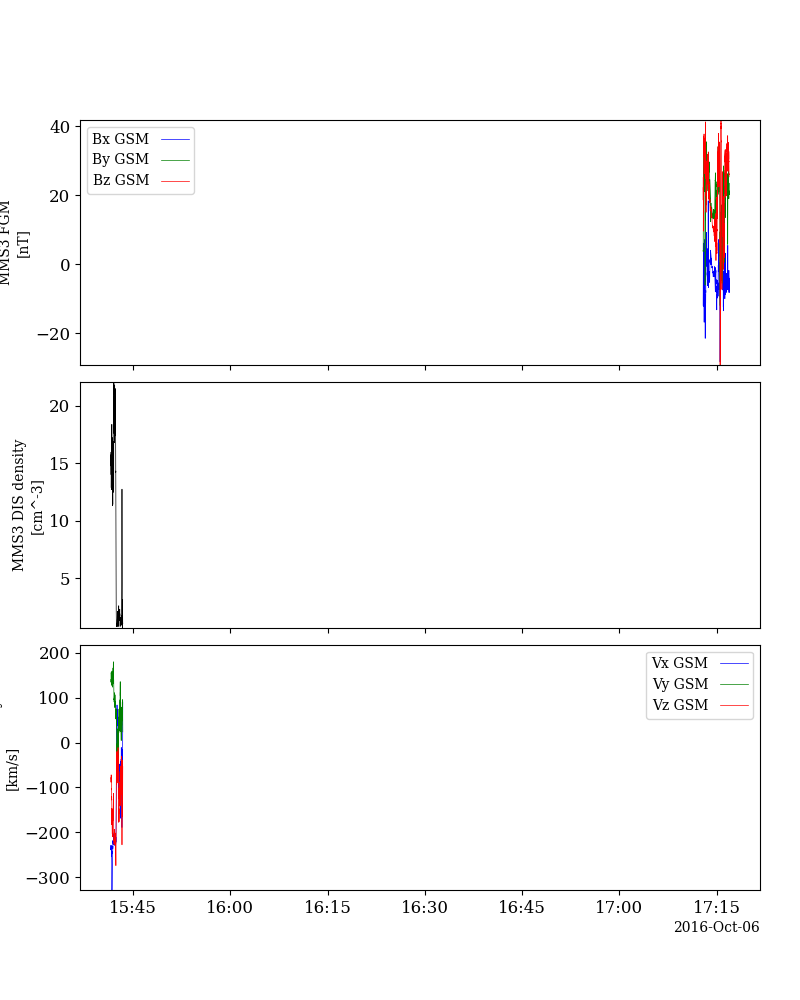 40
20
0
−20
MMS3 FGM
[nT]
Bx GSM
By GSM
Bz GSM
20
15
10
5
MMS3 DIS density
[cm^-3]
200
100
0
−100
−200
−300
[km/s]
Vx GSM
Vy GSM
Vz GSM
15:45 16:00 16:15 16:30 16:45 17:00 17:15
2016-Oct-06